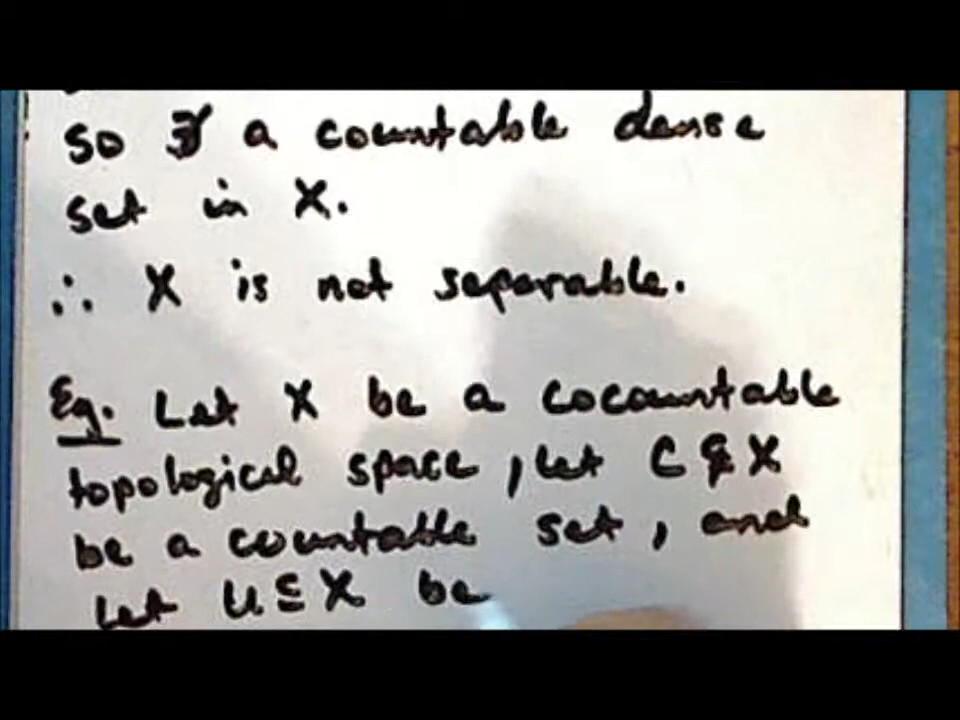 so ∄ a countable dense
set in X.
∴ X is not separable.
Eg. Let X be a cocountable
topological space, let C ⊊ X
be a countable set, and
let U ⊆ X be